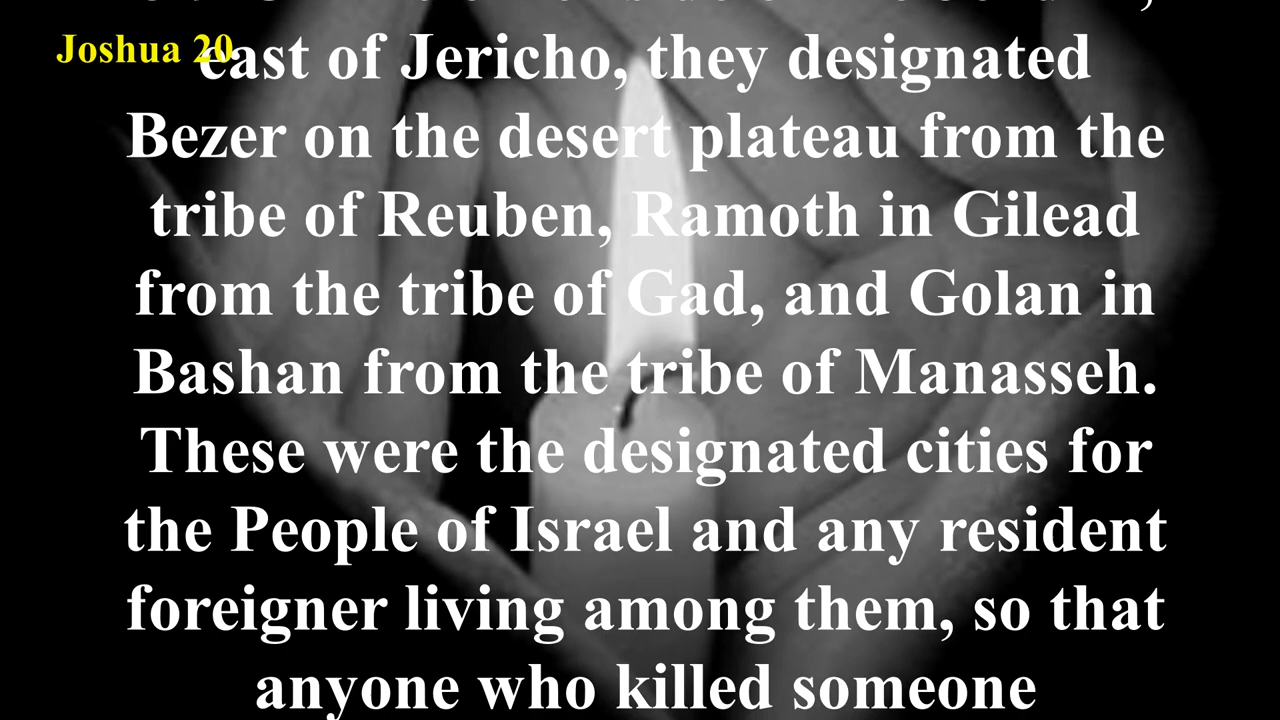 Joshua 20
east of Jericho, they designated
Bezer on the desert plateau from the
tribe of Reuben, Ramoth in Gilead
from the tribe of Gad, and Golan in
Bashan from the tribe of Manasseh.
These were the designated cities for
the People of Israel and any resident
foreigner living among them, so that
anyone who killed someone